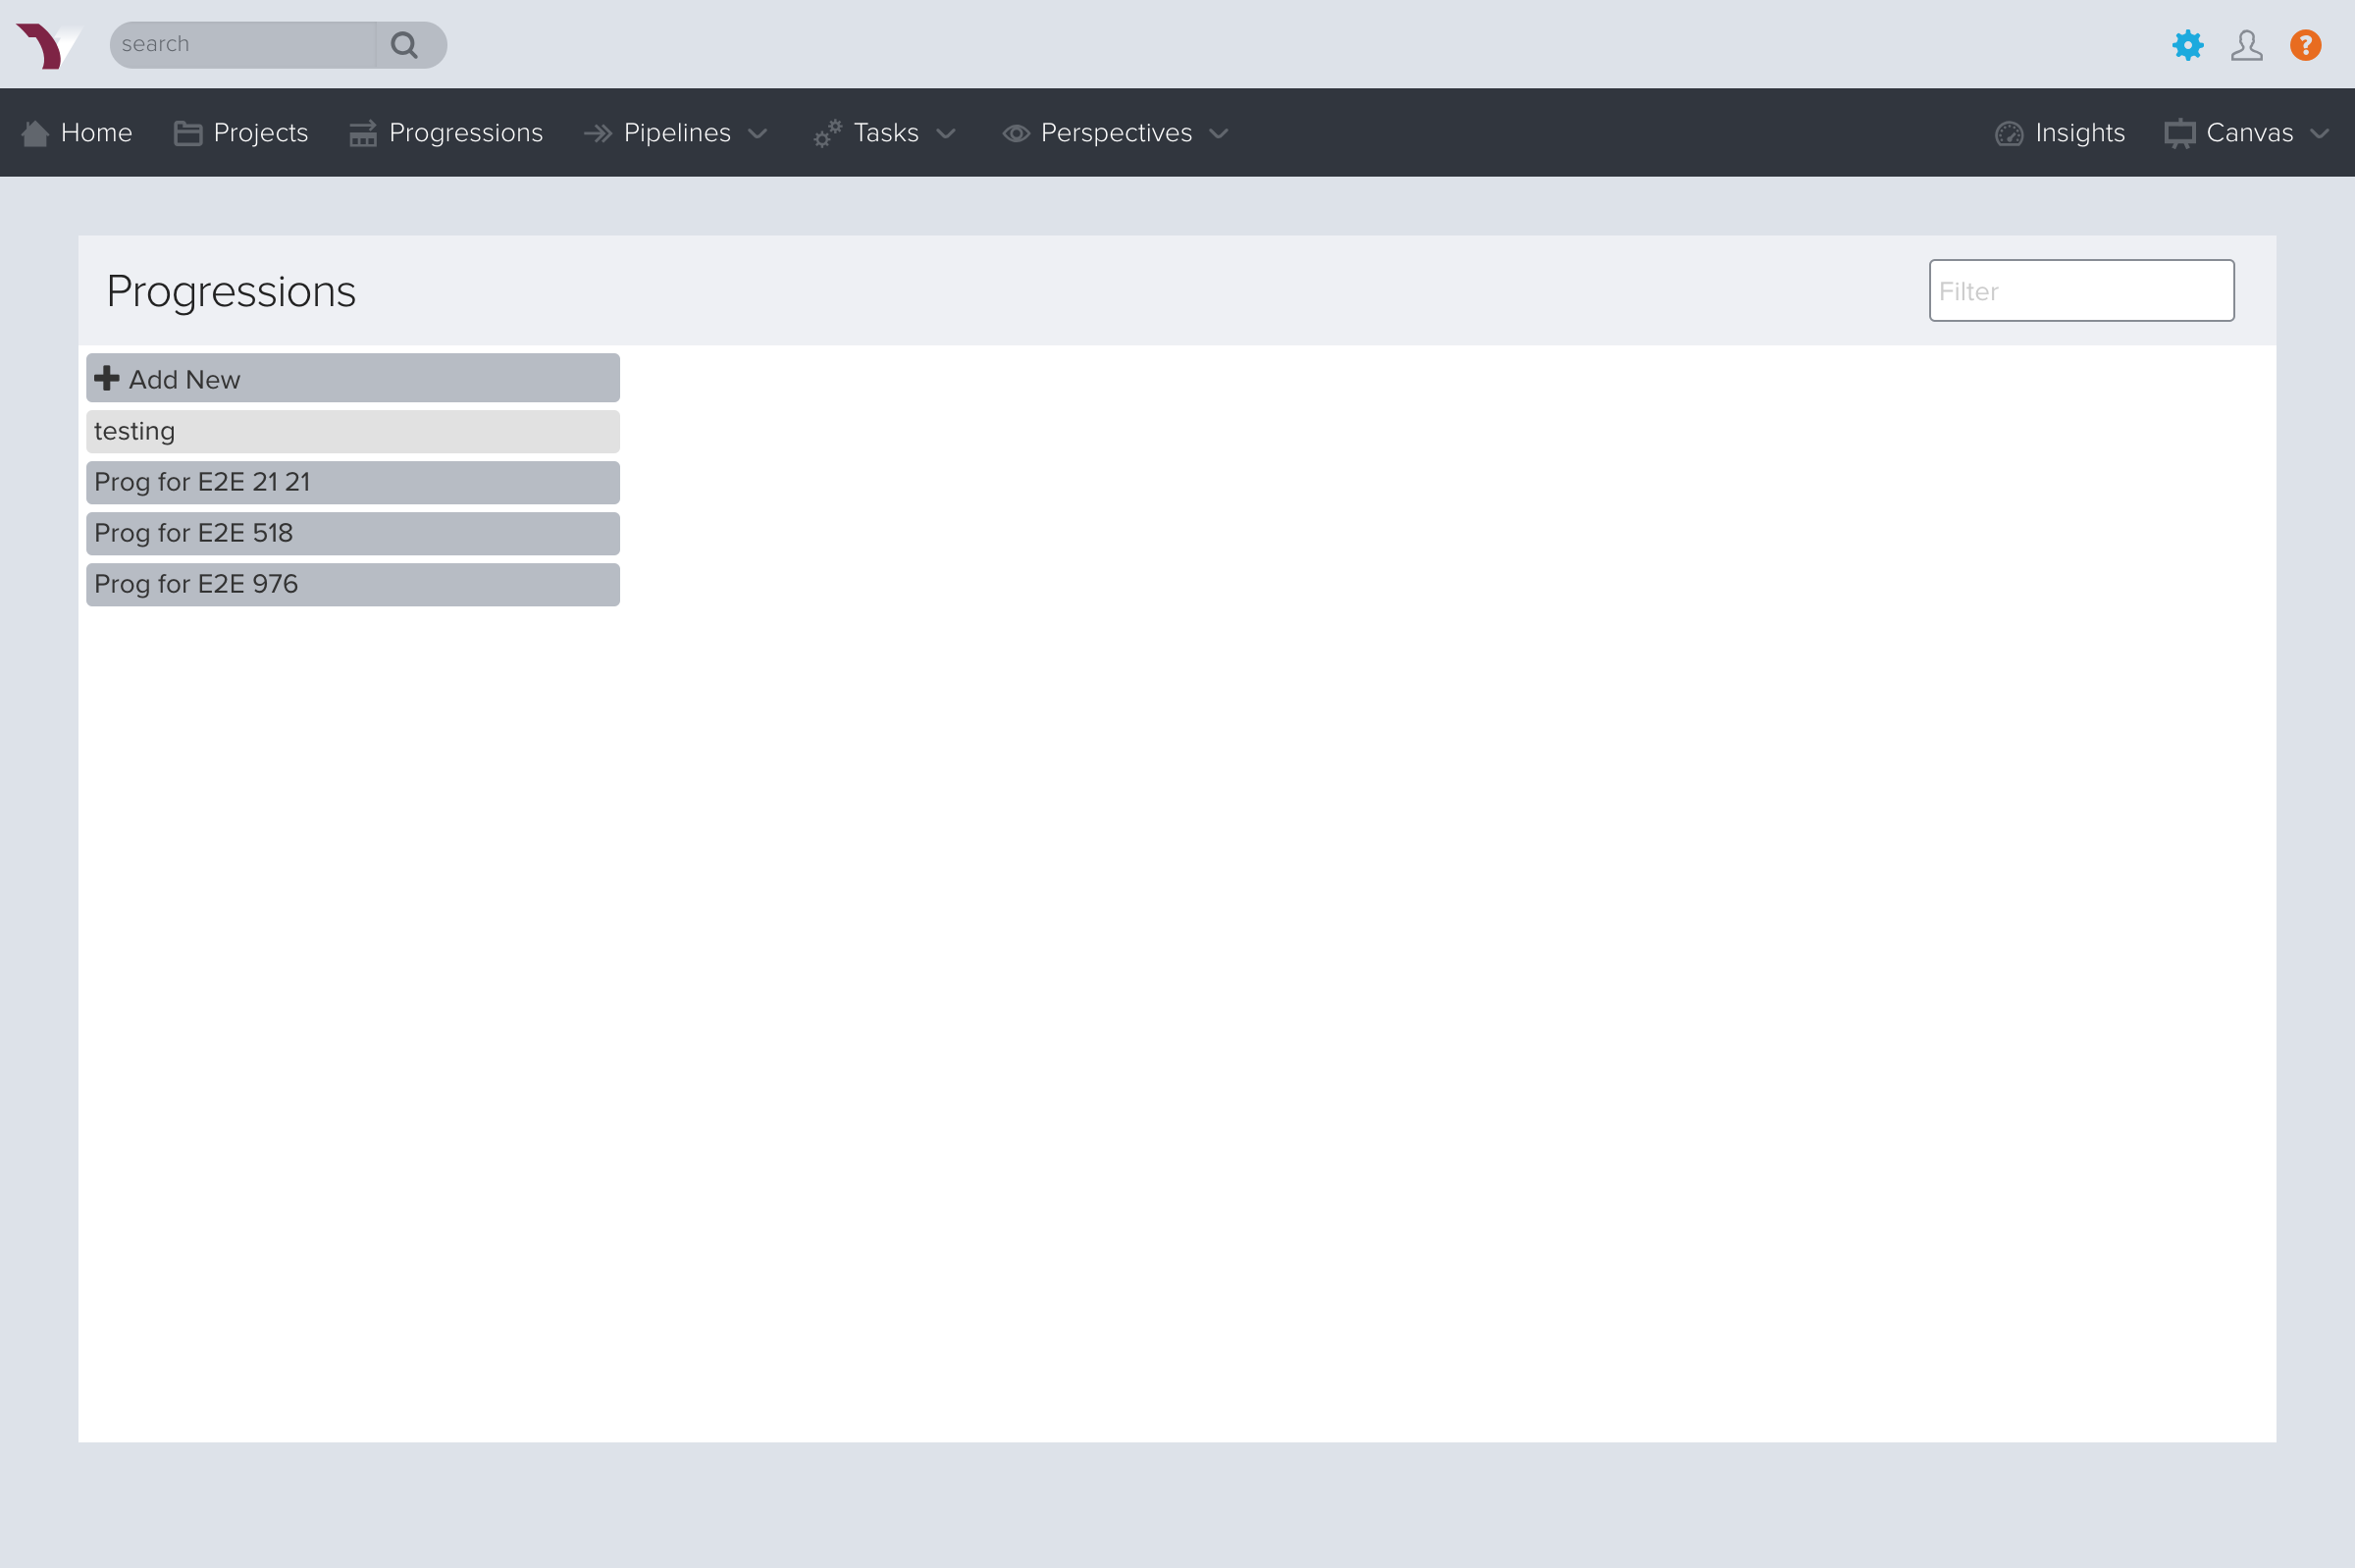 search
Home Projects Progressions Pipelines Tasks Perspectives Insights Canvas
Progressions
Filter
Add New
testing
Prog for E2E 21 21
Prog for E2E 518
Prog for E2E 976